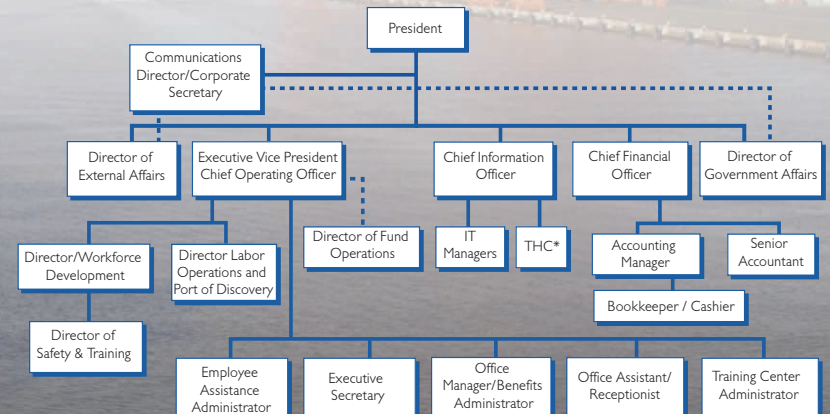 President
Communications
Director/Corporate
Secretary
Director of
External Affairs
Executive Vice President
Chief Operating Officer
Chief Information
Officer
Chief Financial
Officer
Director of
Government Affairs
Director/Workforce
Development
Director Labor
Operations and
Port of Discovery
Director of Fund
Operations
IT
Managers
THC*
Accounting
Manager
Senior
Accountant
Bookkeeper / Cashier
Director of
Safety & Training
Employee
Assistance
Administrator
Executive
Secretary
Office
Manager/Benefits
Administrator
Office Assistant/
Receptionist
Training Center
Administrator